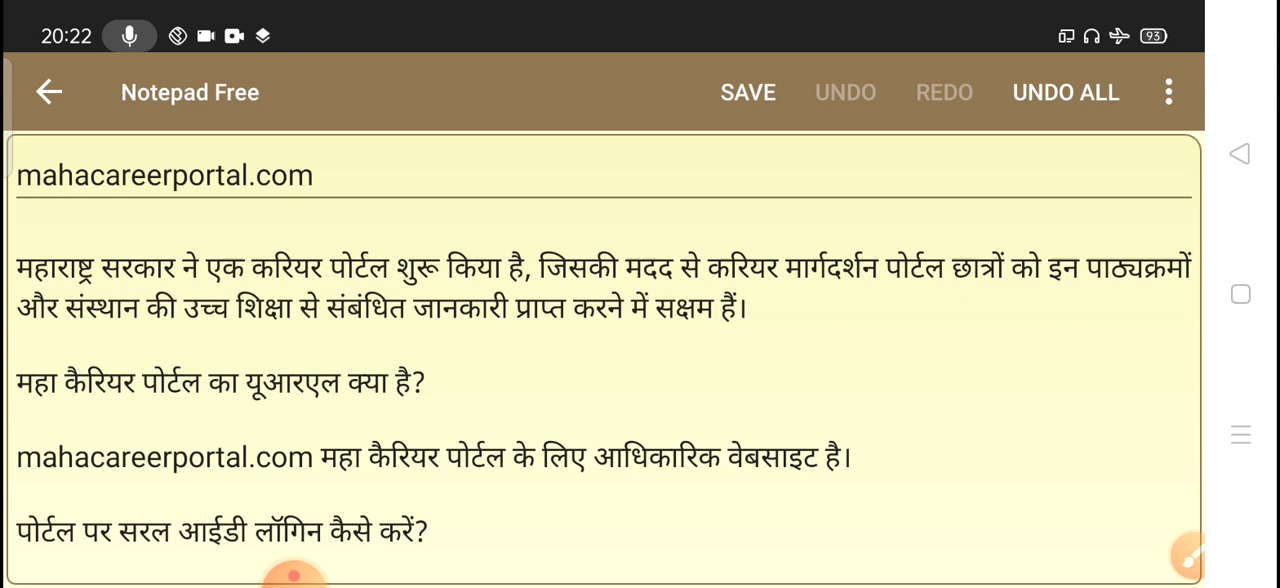 20:22
93
Notepad Free
SAVE UNDO REDO UNDO ALL
mahacareerportal.com
महाराष्ट्र सरकार ने एक करियर पोर्टल शुरू किया है, जिसकी मदद से करियर मार्गदर्शन पोर्टल छात्रों को इन पाठ्यक्रमों
और संस्थान की उच्च शिक्षा से संबंधित जानकारी प्राप्त करने में सक्षम हैं।
महा कैरियर पोर्टल का यूआरएल क्या है?
mahacareerportal.com महा कैरियर पोर्टल के लिए आधिकारिक वेबसाइट है।
पोर्टल पर सरल आईडी लॉगिन कैसे करें?